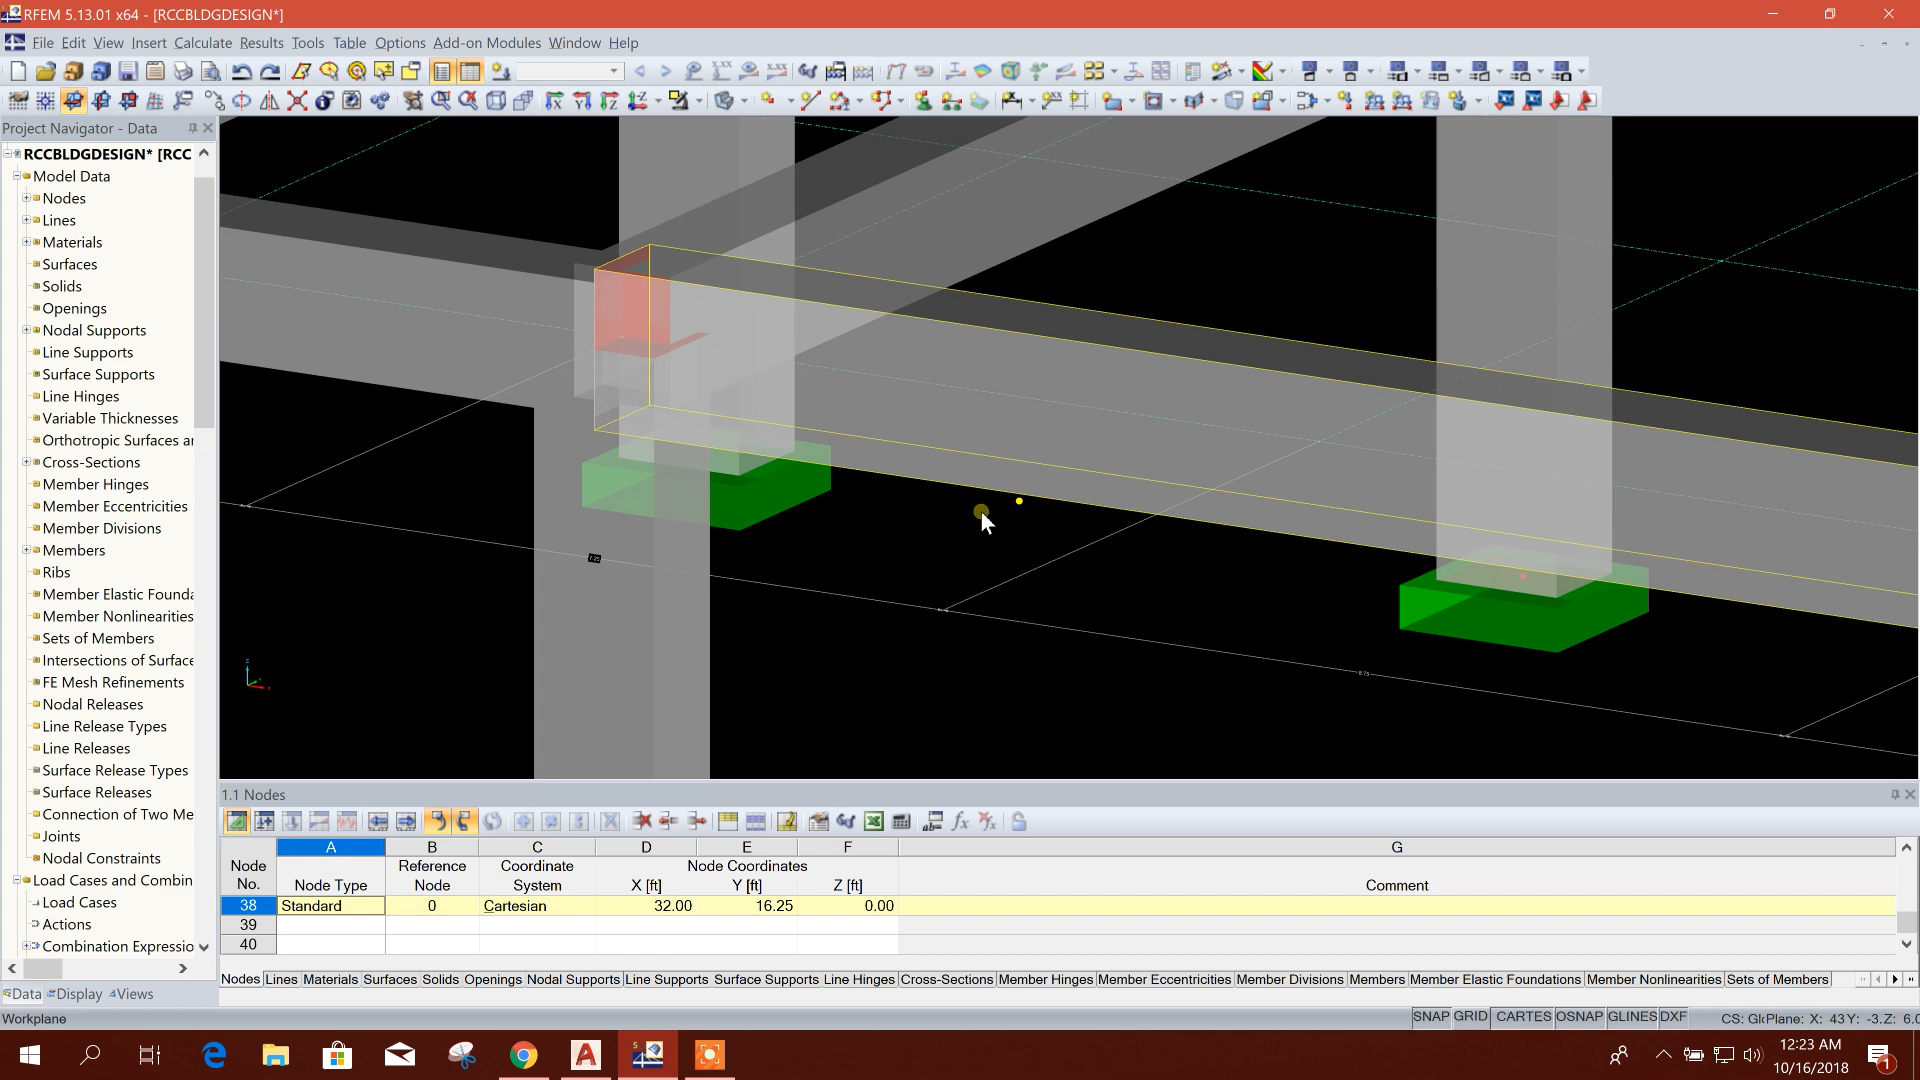 RFEM 5.13.01 x64 - [RCCBLDGDESIGN*]
File Edit View Insert Calculate Results Tools Table Options Add-on Modules Window Help
Project Navigator - Data
RCCBLDGDESIGN* [RCC
Model Data
Nodes
Lines
Materials
Surfaces
Solids
Openings
Nodal Supports
Line Supports
Surface Supports
Line Hinges
Variable Thicknesses
Orthotropic Surfaces ar
Cross-Sections
Member Hinges
Member Eccentricities
Member Divisions
Members
Ribs
Member Elastic Founda
Member Nonlinearities
Sets of Members
Intersections of Surface
FE Mesh Refinements
Nodal Releases
Line Release Types
Line Releases
Surface Release Types
Surface Releases
Connection of Two Me
Joints
Nodal Constraints
Load Cases and Combin
Load Cases
Actions
Combination Expressio
Data Display Views
Workplane
1.1 Nodes
A B C D E F G
Node No. Node Type Reference Node Coordinate System Node Coordinates X [ft] Y [ft] Z [ft] Comment
38 Standard 0 Cartesian 32.00 16.25 0.00
39
40
Nodes Lines Materials Surfaces Solids Openings Nodal Supports Line Supports Surface Supports Line Hinges Cross-Sections Member Hinges Member Eccentricities Member Divisions Members Member Elastic Foundations Member Nonlinearities Sets of Members
SNAP GRID CARTES OSNAP GLINES DXF
12:23 AM
10/16/2018
1